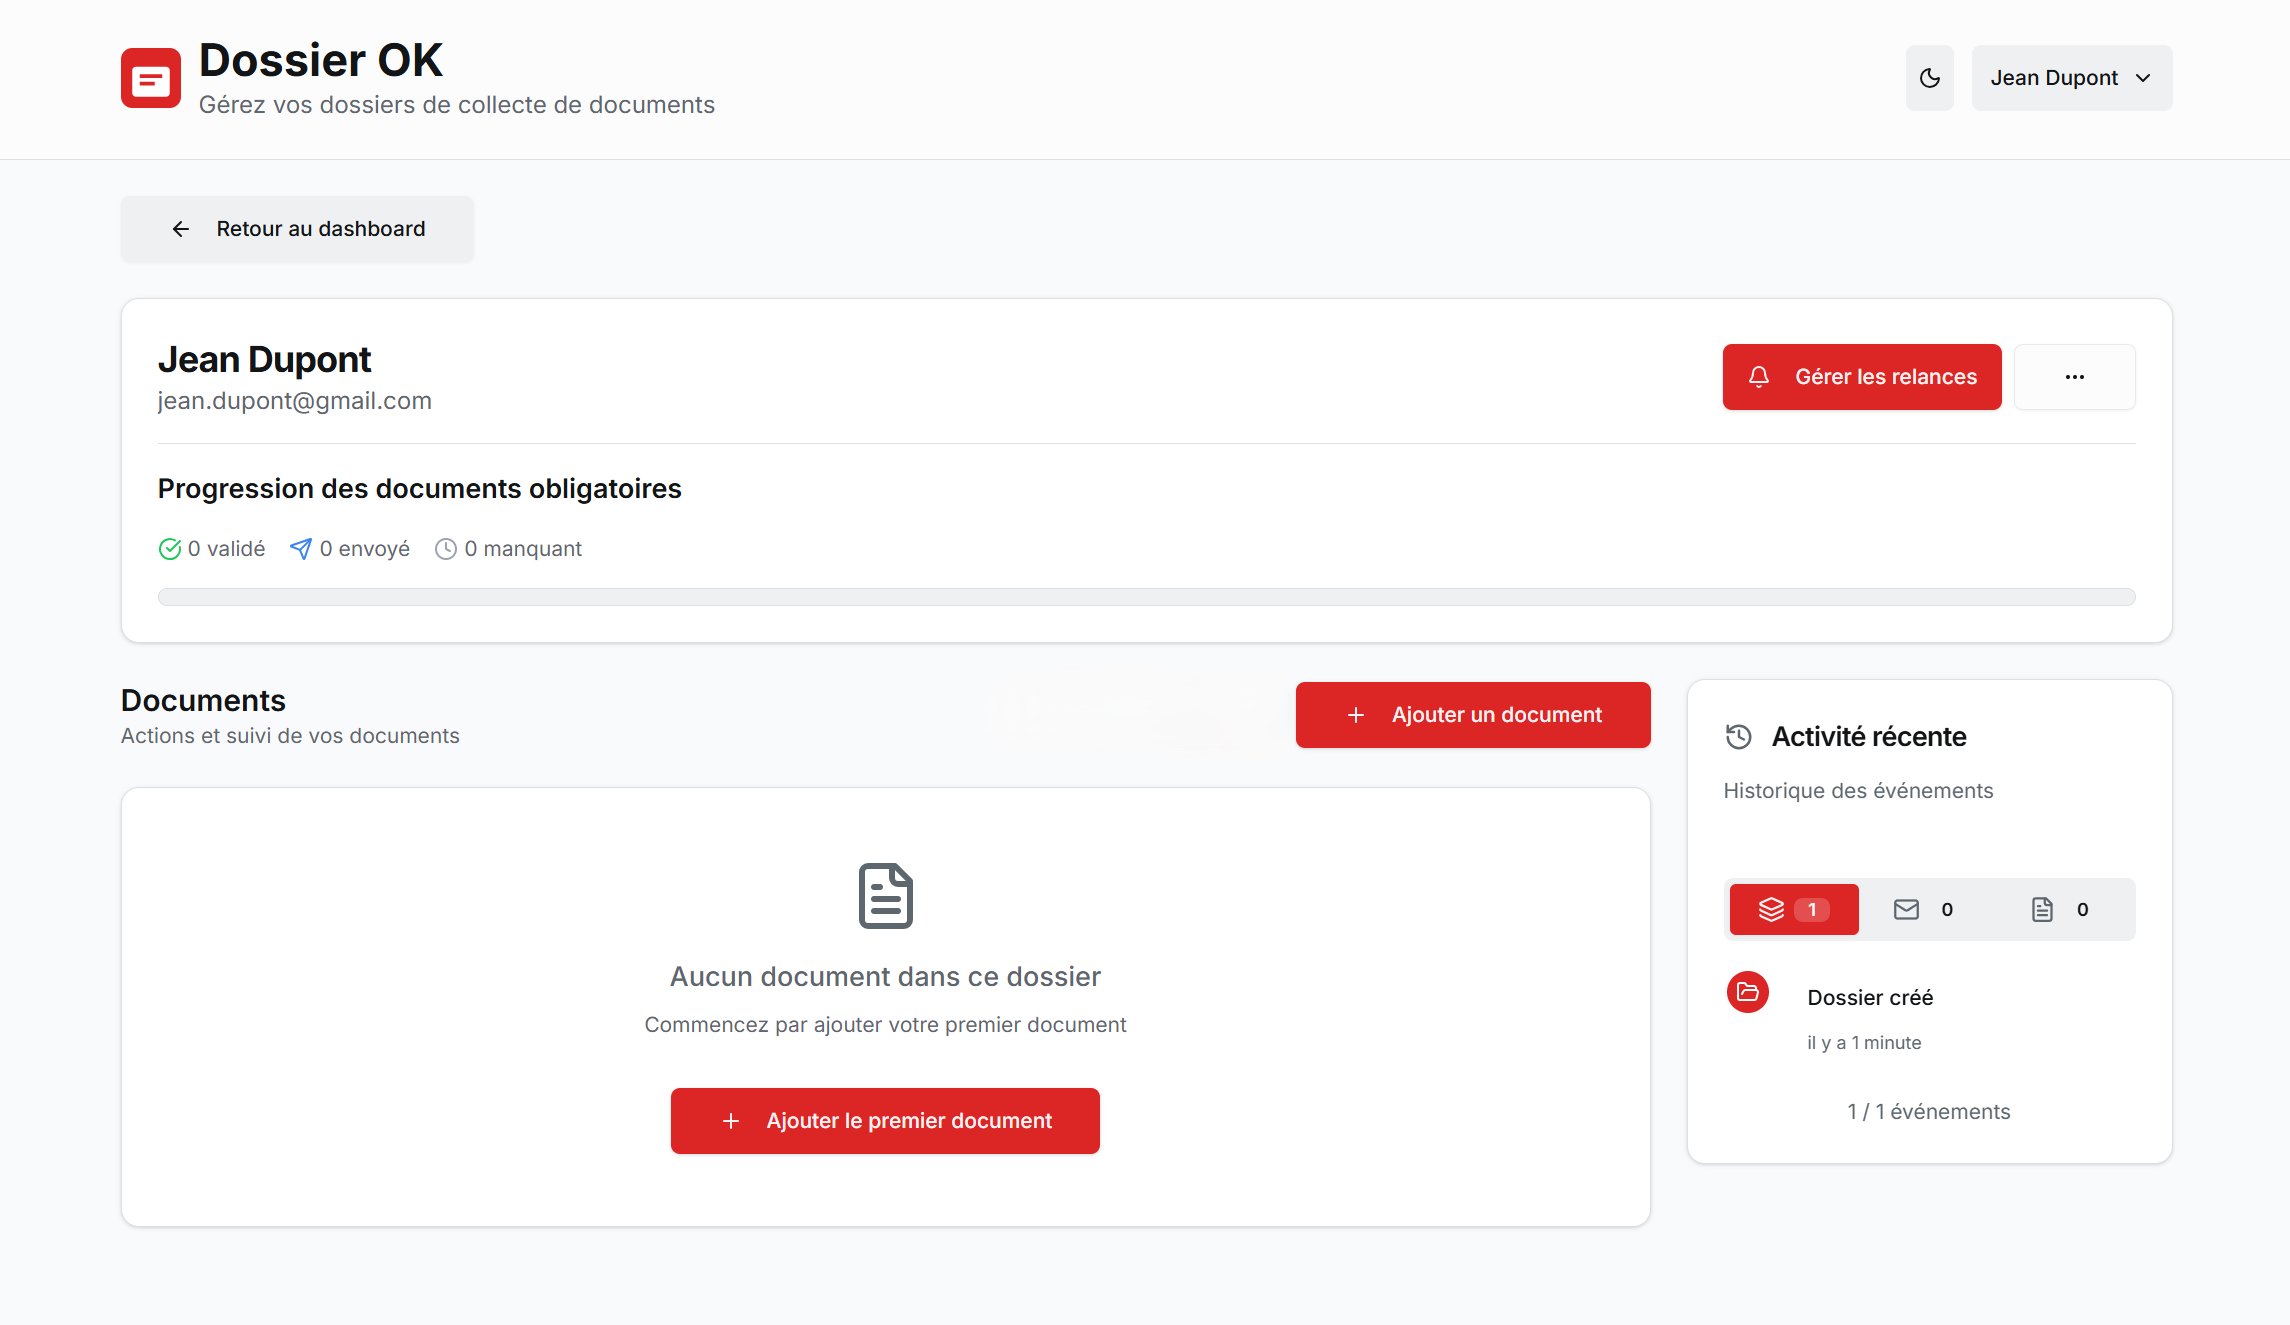 Dossier OK
Gérez vos dossiers de collecte de documents
Jean Dupont
Retour au dashboard
Jean Dupont
jean.dupont@gmail.com
Gérer les relances
Progression des documents obligatoires
0 validé 0 envoyé 0 manquant
Documents
Actions et suivi de vos documents
Ajouter un document
Aucun document dans ce dossier
Commencez par ajouter votre premier document
Ajouter le premier document
Activité récente
Historique des événements
1 0 0
Dossier créé
il y a 1 minute
1 / 1 événements